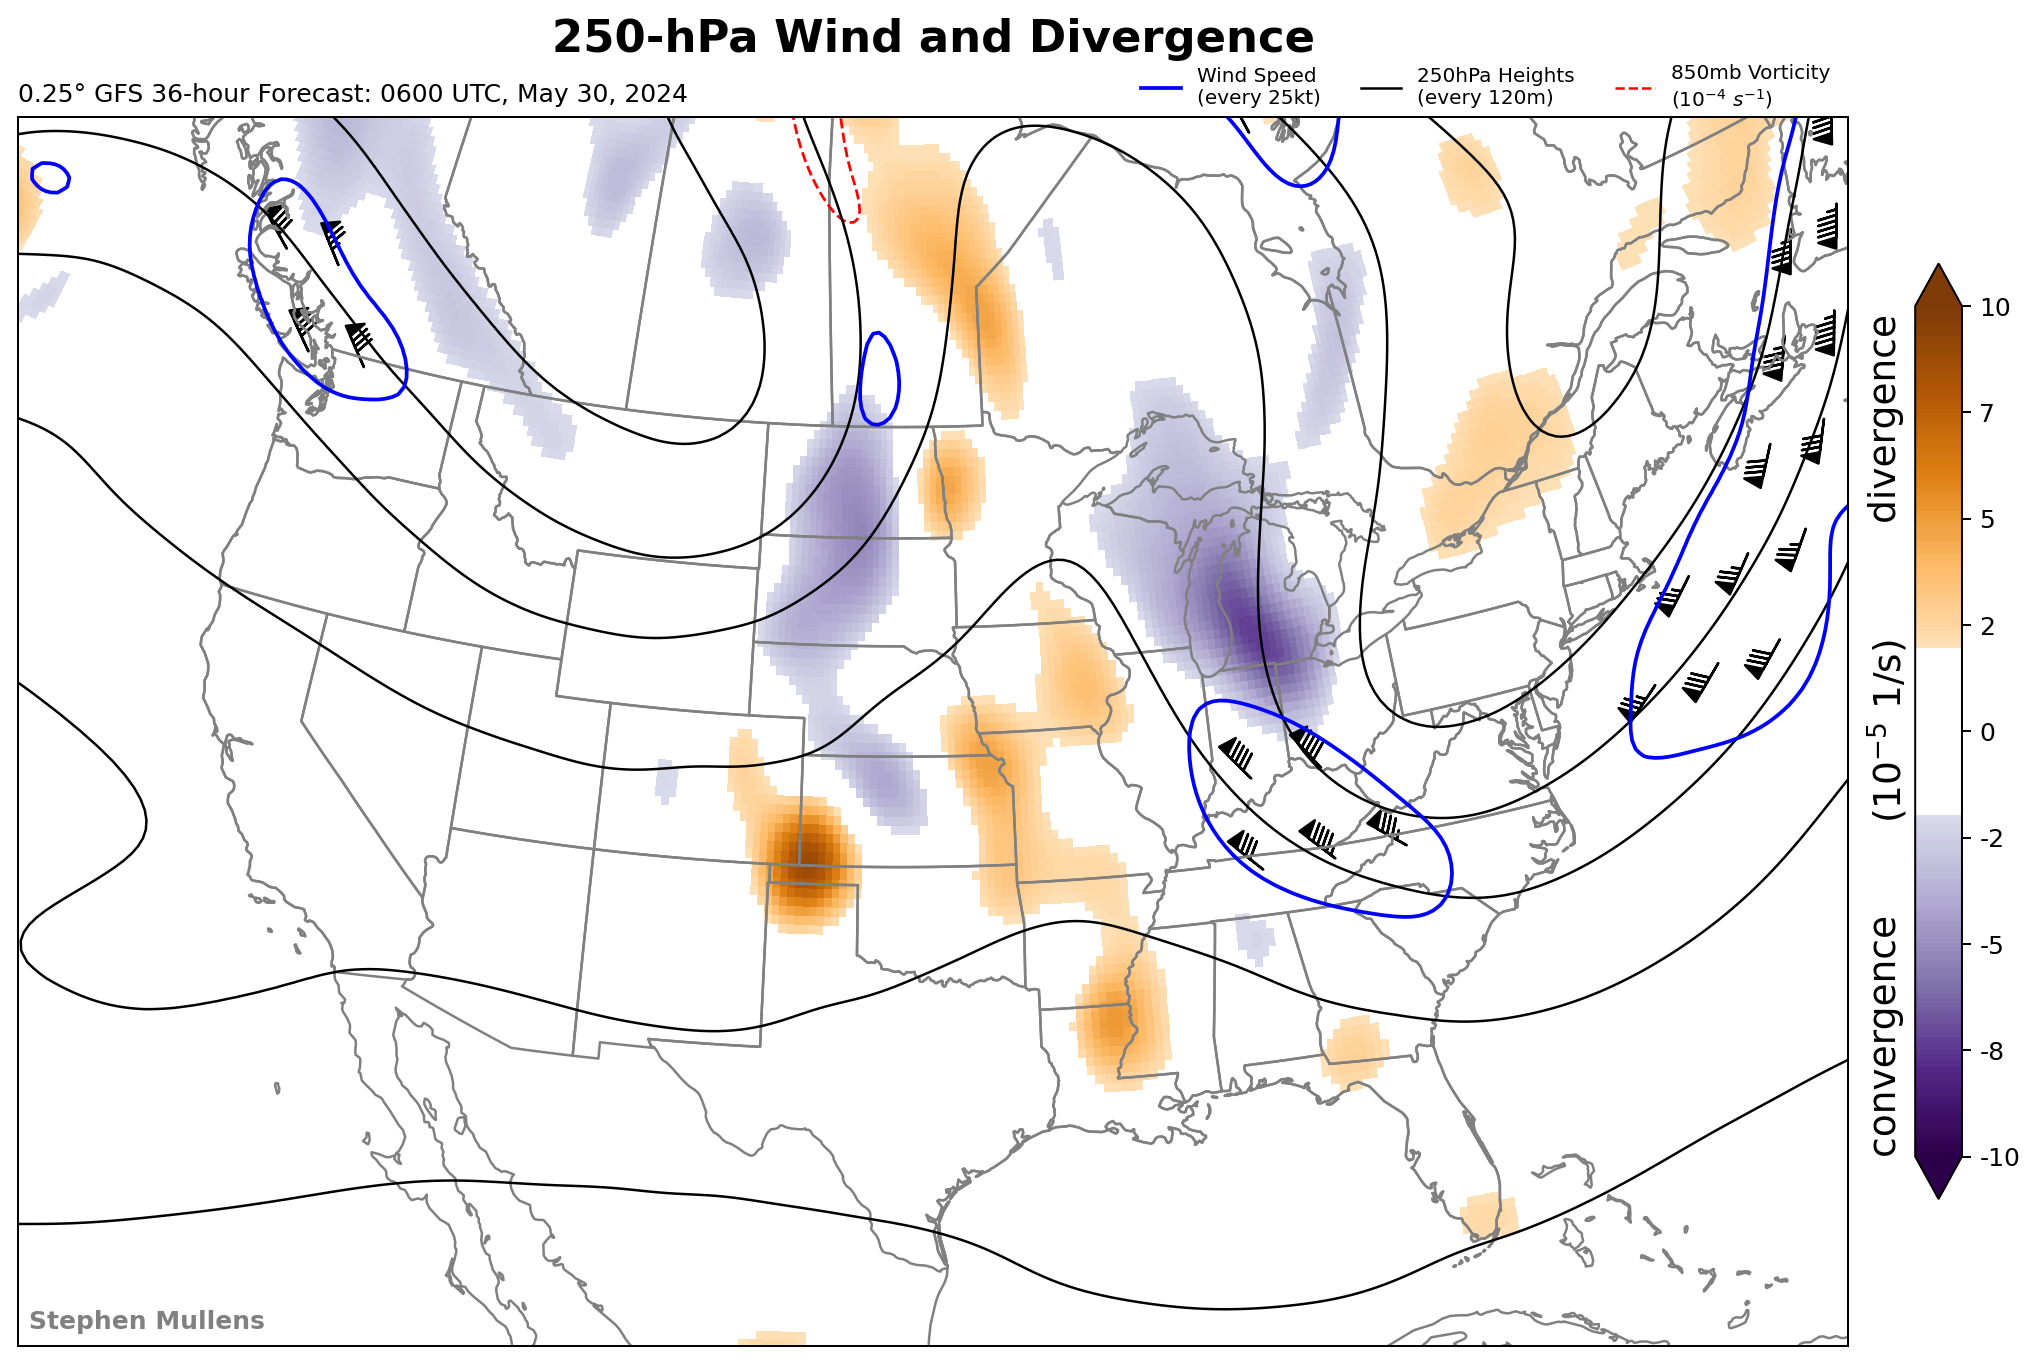 250-hPa Wind and Divergence
0.25° GFS 36-hour Forecast: 0600 UTC, May 30, 2024
Wind Speed
(every 25kt)
250hPa Heights
(every 120m)
850mb Vorticity
(10⁻⁴ s⁻¹)
10
7
5
2
0
-2
-5
-8
-10
convergence (10⁻⁵ 1/s) divergence
Stephen Mullens